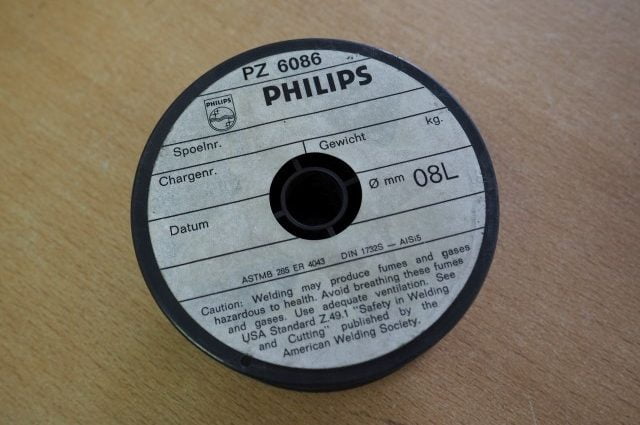 PZ 6086
PHILIPS
PHILIPS
Spoelnr.
Gewicht kg.
Chargenr.
Ø mm 08L
Datum
ASTMB 285 ER 4043 DIN 1732S - AlSi5
Caution: Welding may produce fumes and gases
hazardous to health. Avoid breathing these fumes
and gases. Use adequate ventilation. See
USA Standard Z.49.1 "Safety in Welding
and Cutting" published by the
American Welding Society.